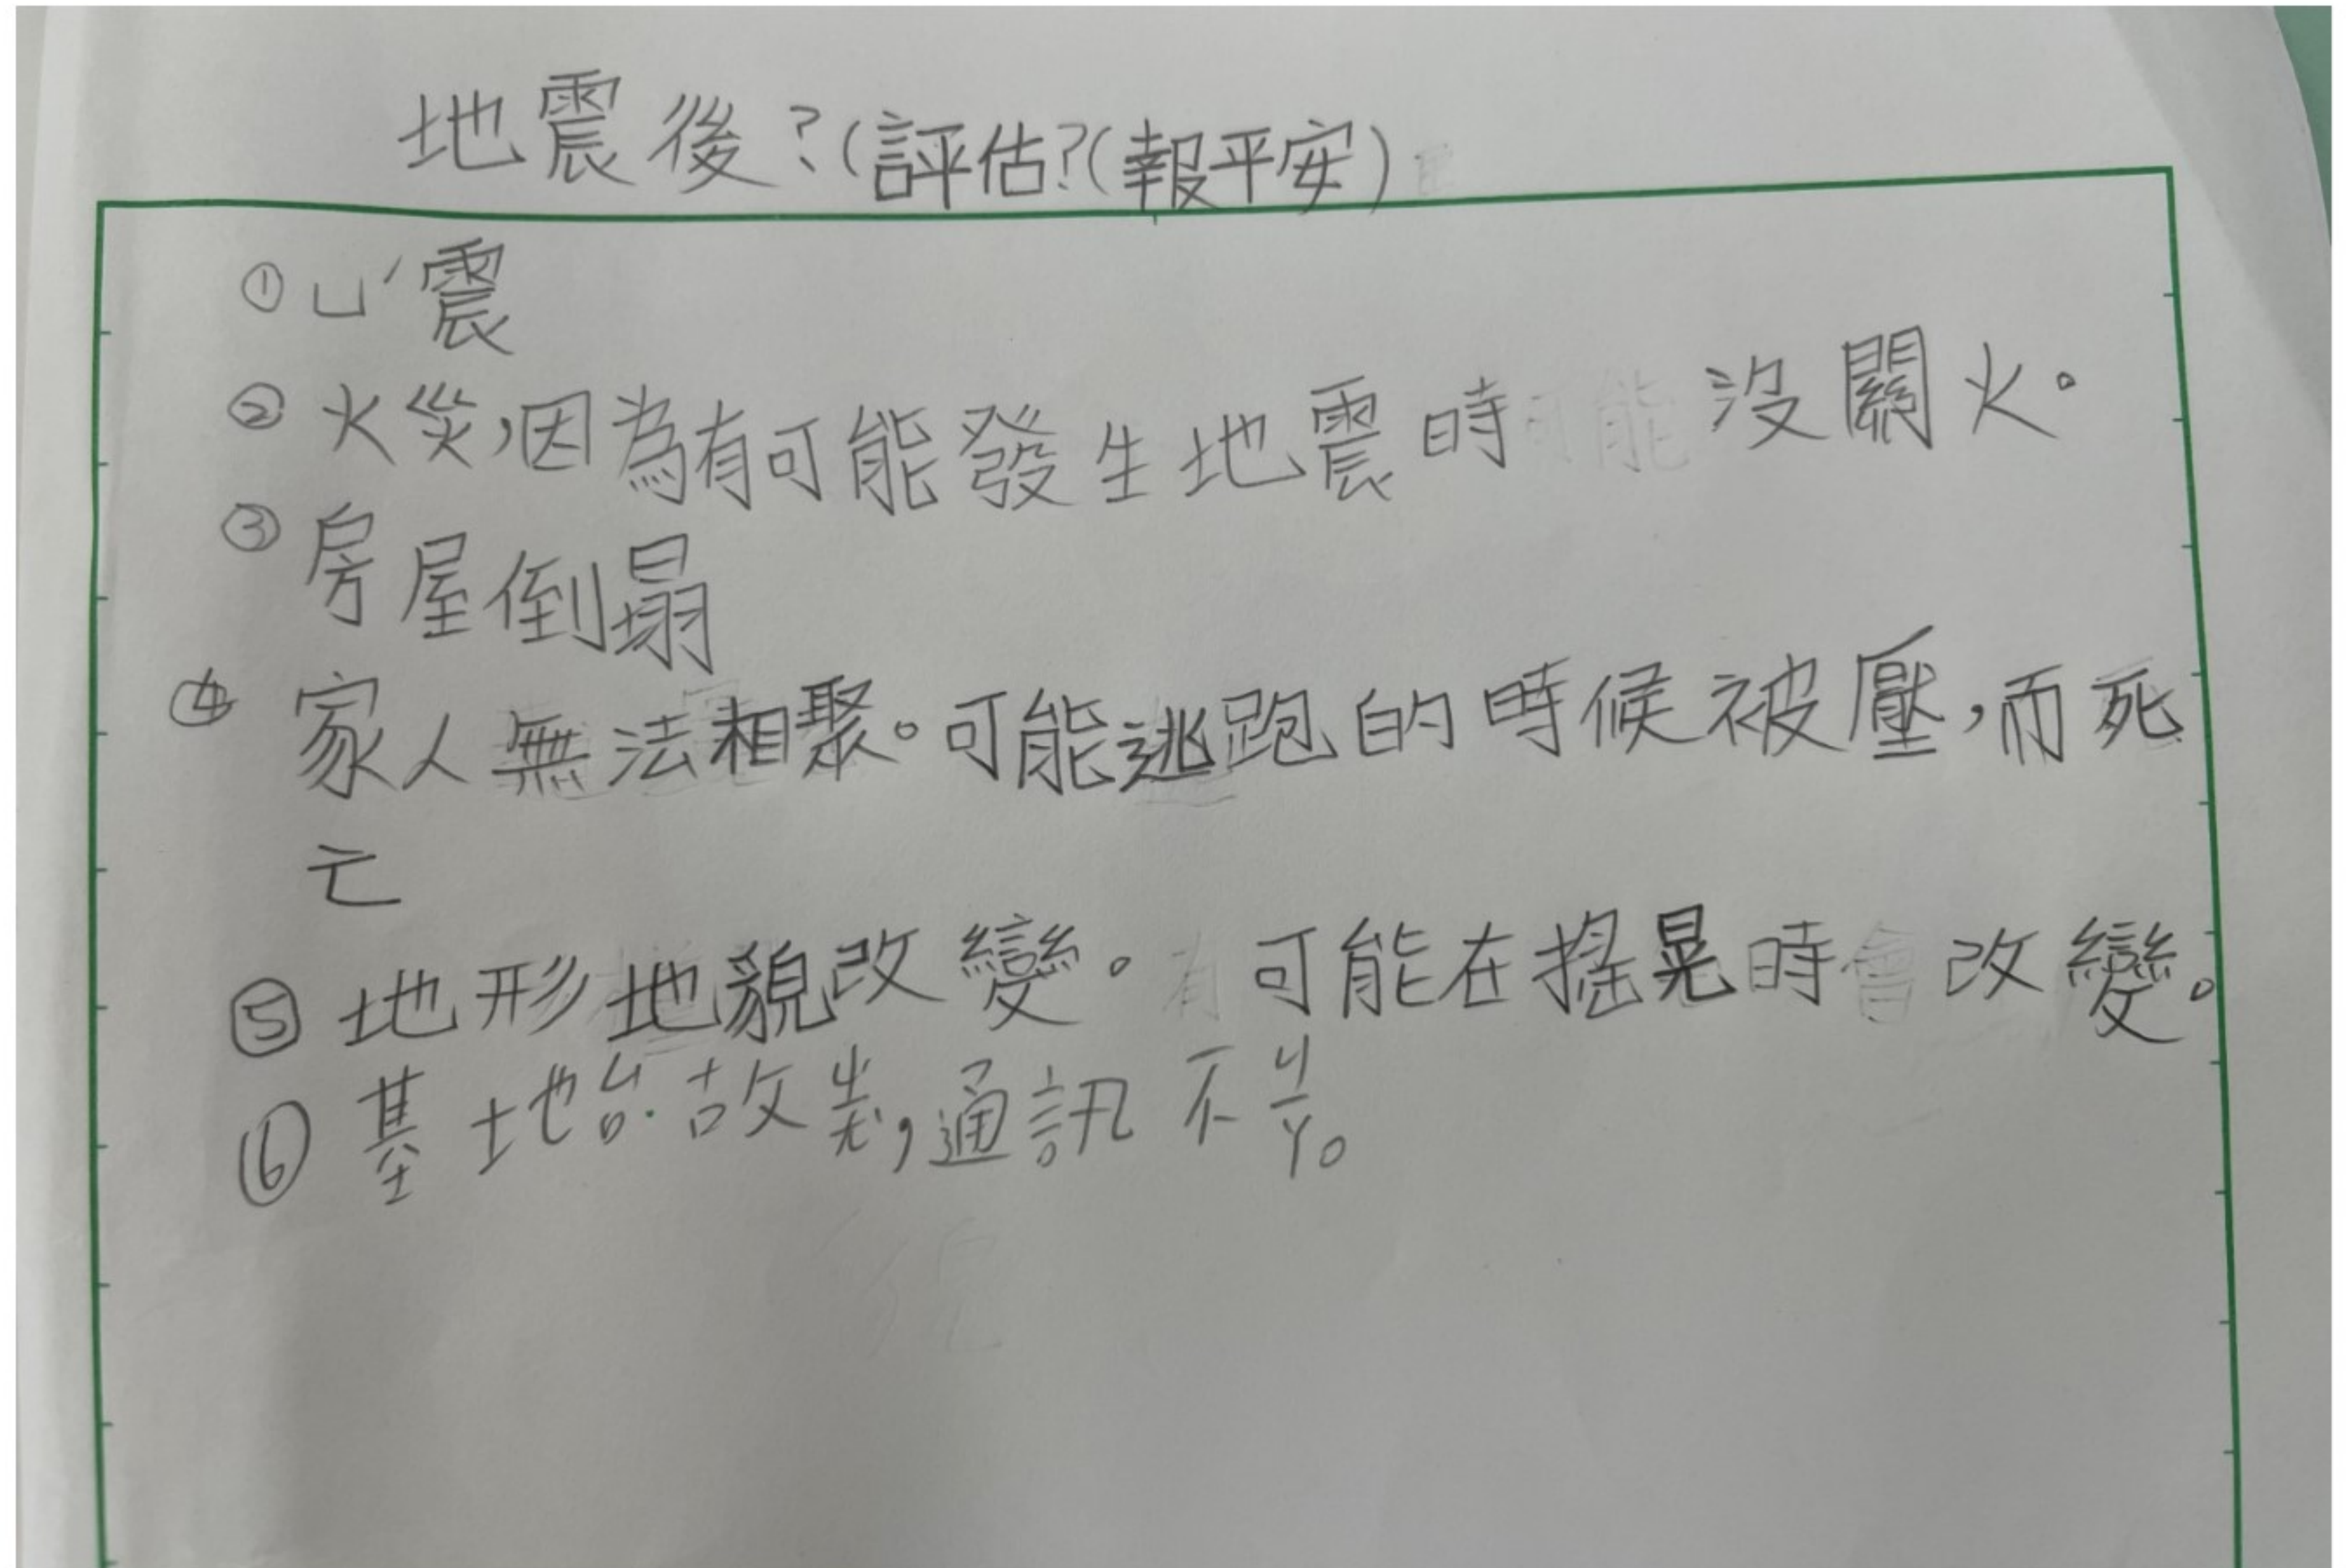 地震後?(評估?(報平安)
①ㄩˊ震
②火災,因為有可能發生地震時沒關火。
③房屋倒塌
④家人無法相聚。可能逃跑的時候被壓,而死
亡
⑤地形地貌改變。可能在搖晃時改變。
⑥基地台故,通訊不ㄐㄧㄚ。